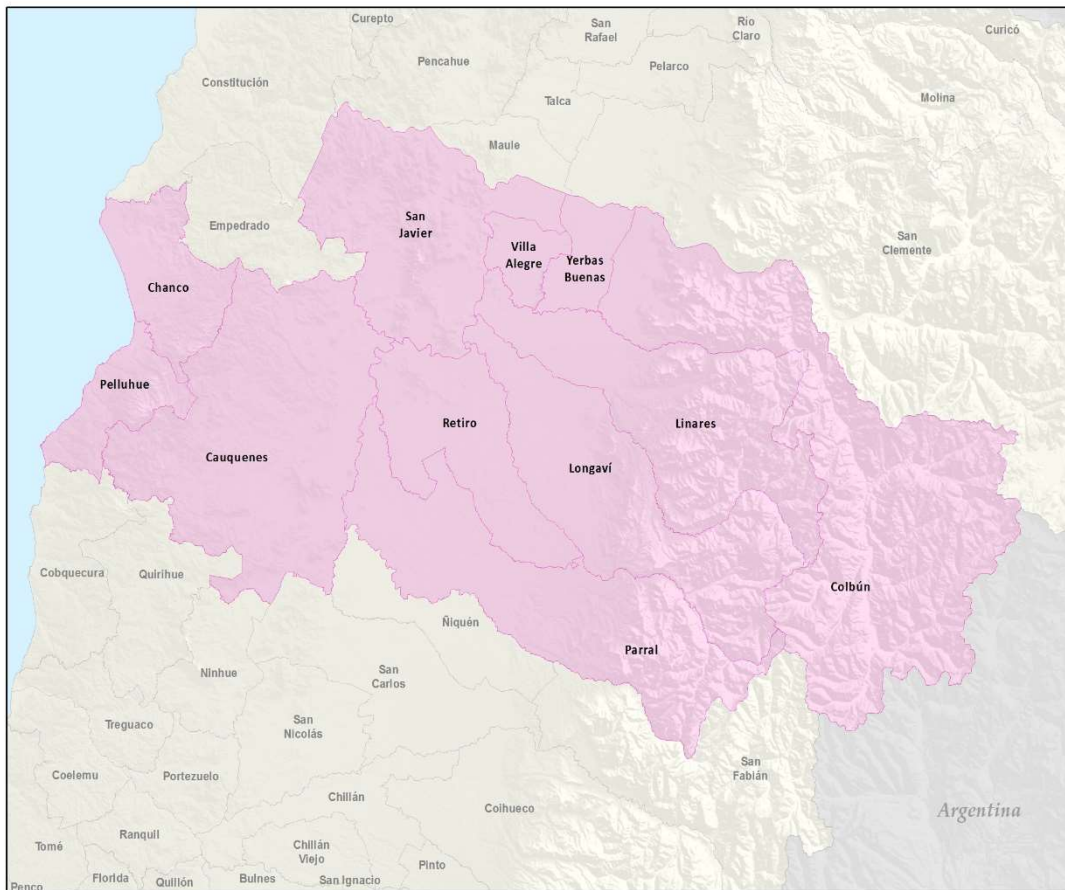 Curepto
San
Rafael
Río
Claro
Curicó
Constitución
Pencahue
Pelarco
Talca
Molina
Maule
San
Javier
Empedrado
Villa
Alegre
Yerbas
Buenas
San
Clemente
Chanco
Pelluhue
Retiro
Linares
Cauquenes
Longaví
Cobquecura
Quirihue
Colbún
Ñiquén
Parral
Ninhue
San
Carlos
Treguaco
San
Nicolás
Coelemu
Portezuelo
San
Fabián
Chillán
Coihueco
Argentina
Tomé
Ranquil
Chillán
Viejo
Pinto
Penco
Florida
Quillón
Bulnes
San Ignacio